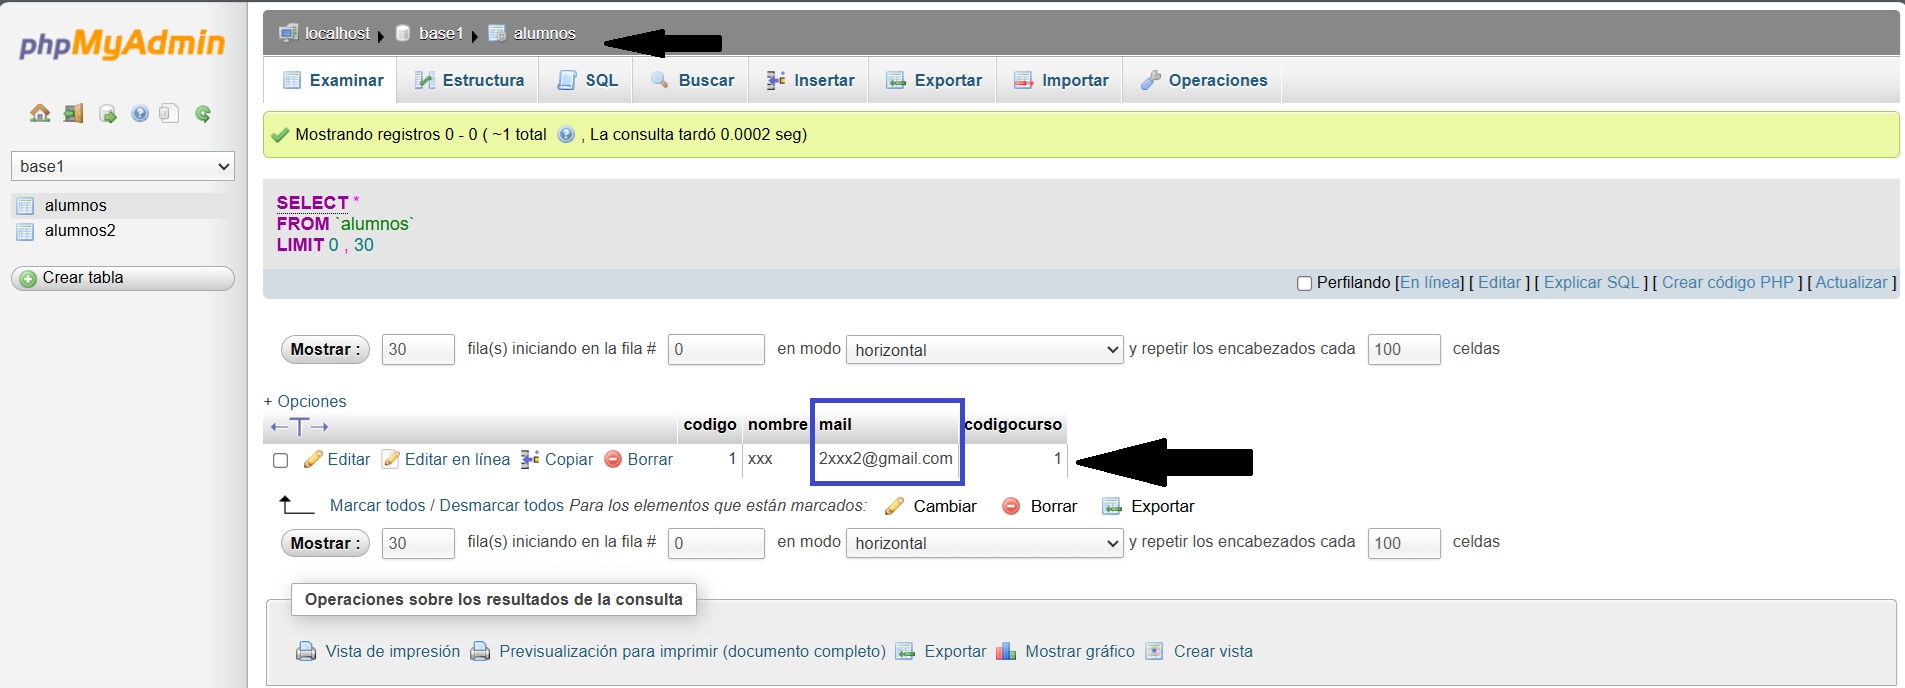 phpMyAdmin
localhost base1 alumnos
Examinar Estructura SQL Buscar Insertar Exportar Importar Operaciones
Mostrando registros 0 - 0 ( ~1 total , La consulta tardó 0.0002 seg)
base1
alumnos
alumnos2
Crear tabla
SELECT *
FROM `alumnos`
LIMIT 0 , 30
Perfilando [En línea] [ Editar ] [ Explicar SQL ] [ Crear código PHP ] [ Actualizar ]
Mostrar : 30 fila(s) iniciando en la fila # 0 en modo horizontal y repetir los encabezados cada 100 celdas
+ Opciones
←T→ codigo nombre mail codigocurso
Editar Editar en línea Copiar Borrar 1 xxx 2xxx2@gmail.com 1
Marcar todos / Desmarcar todos Para los elementos que están marcados: Cambiar Borrar Exportar
Mostrar : 30 fila(s) iniciando en la fila # 0 en modo horizontal y repetir los encabezados cada 100 celdas
Operaciones sobre los resultados de la consulta
Vista de impresión Previsualización para imprimir (documento completo) Exportar Mostrar gráfico Crear vista